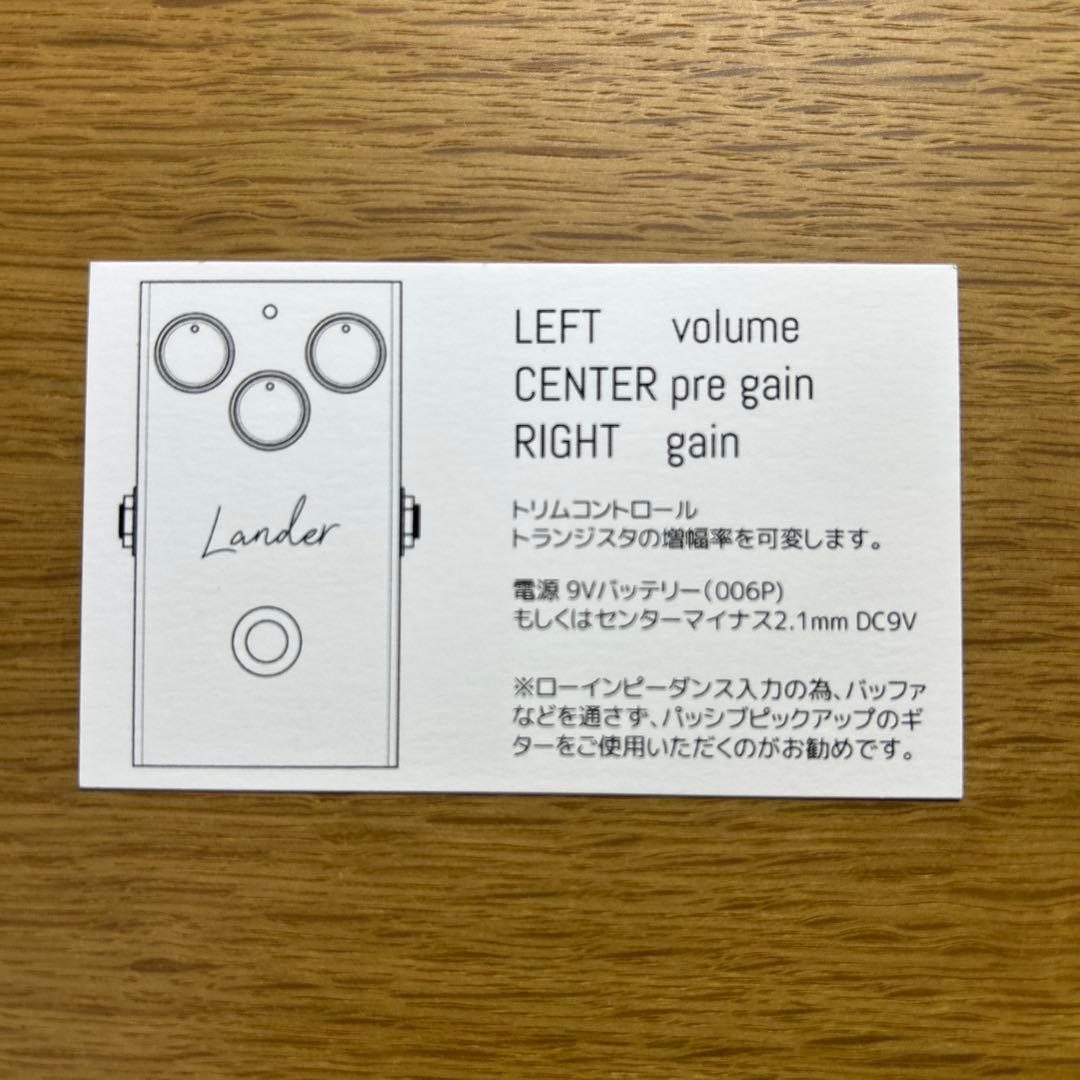 Lander
LEFT volume
CENTER pre gain
RIGHT gain
トリムコントロール
トランジスタの増幅率を可変します。
電源 9Vバッテリー（006P)
もしくはセンターマイナス2.1mm DC9V
※ローインピーダンス入力の為、バッファ
などを通さず、パッシブピックアップのギ
ターをご使用いただくのがお勧めです。